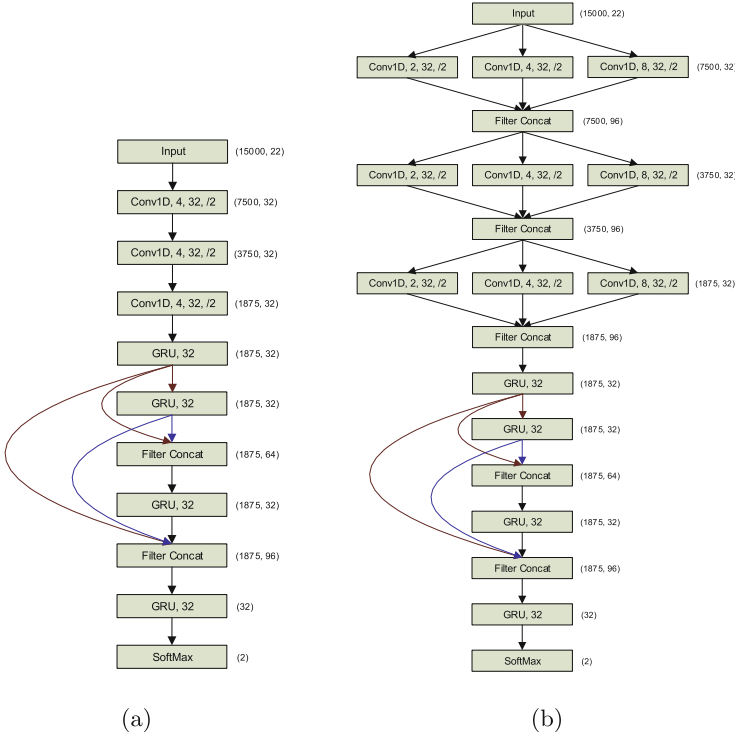 Input (15000, 22)
Conv1D, 4, 32, /2 (7500, 32)
Conv1D, 4, 32, /2 (3750, 32)
Conv1D, 4, 32, /2 (1875, 32)
GRU, 32 (1875, 32)
GRU, 32 (1875, 32)
Filter Concat (1875, 64)
GRU, 32 (1875, 32)
Filter Concat (1875, 96)
GRU, 32 (32)
SoftMax (2)
(a)
Input (15000, 22)
Conv1D, 2, 32, /2 Conv1D, 4, 32, /2 Conv1D, 8, 32, /2 (7500, 32)
Filter Concat (7500, 96)
Conv1D, 2, 32, /2 Conv1D, 4, 32, /2 Conv1D, 8, 32, /2 (3750, 32)
Filter Concat (3750, 96)
Conv1D, 2, 32, /2 Conv1D, 4, 32, /2 Conv1D, 8, 32, /2 (1875, 32)
Filter Concat (1875, 96)
GRU, 32 (1875, 32)
GRU, 32 (1875, 32)
Filter Concat (1875, 64)
GRU, 32 (1875, 32)
Filter Concat (1875, 96)
GRU, 32 (32)
SoftMax (2)
(b)